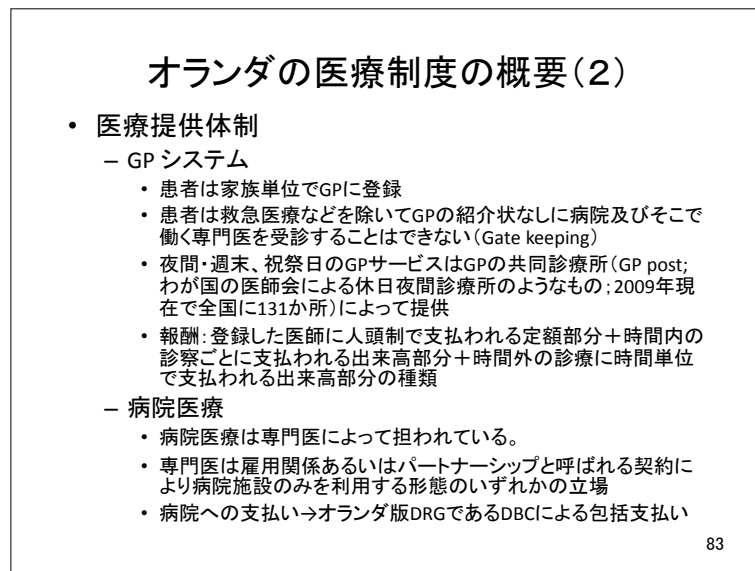 オランダの医療制度の概要(2)
• 医療提供体制
– GP システム
• 患者は家族単位でGPに登録
• 患者は救急医療などを除いてGPの紹介状なしに病院及びそこで
働く専門医を受診することはできない(Gate keeping)
• 夜間・週末、祝祭日のGPサービスはGPの共同診療所(GP post;
わが国の医師会による休日夜間診療所のようなもの;2009年現
在で全国に131か所)によって提供
• 報酬:登録した医師に人頭制で支払われる定額部分+時間内の
診察ごとに支払われる出来高部分+時間外の診療に時間単位
で支払われる出来高部分の種類
– 病院医療
• 病院医療は専門医によって担われている。
• 専門医は雇用関係あるいはパートナーシップと呼ばれる契約に
より病院施設のみを利用する形態のいずれかの立場
• 病院への支払い→オランダ版DRGであるDBCによる包括支払い
83